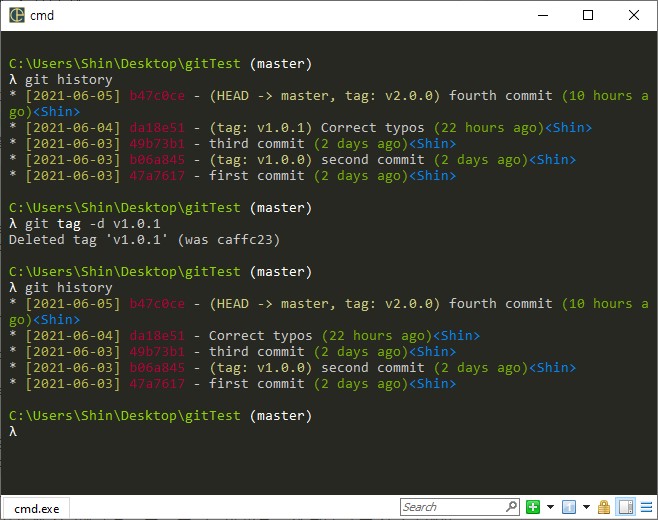 cmd
C:\Users\Shin\Desktop\gitTest (master)
λ git history
* [2021-06-05] b47c0ce - (HEAD -> master, tag: v2.0.0) fourth commit (10 hours a
go)<Shin>
* [2021-06-04] da18e51 - (tag: v1.0.1) Correct typos (22 hours ago)<Shin>
* [2021-06-03] 49b73b1 - third commit (2 days ago)<Shin>
* [2021-06-03] b06a845 - (tag: v1.0.0) second commit (2 days ago)<Shin>
* [2021-06-03] 47a7617 - first commit (2 days ago)<Shin>
C:\Users\Shin\Desktop\gitTest (master)
λ git tag -d v1.0.1
Deleted tag 'v1.0.1' (was caffc23)
C:\Users\Shin\Desktop\gitTest (master)
λ git history
* [2021-06-05] b47c0ce - (HEAD -> master, tag: v2.0.0) fourth commit (10 hours a
go)<Shin>
* [2021-06-04] da18e51 - Correct typos (22 hours ago)<Shin>
* [2021-06-03] 49b73b1 - third commit (2 days ago)<Shin>
* [2021-06-03] b06a845 - (tag: v1.0.0) second commit (2 days ago)<Shin>
* [2021-06-03] 47a7617 - first commit (2 days ago)<Shin>
C:\Users\Shin\Desktop\gitTest (master)
λ
cmd.exe
Search